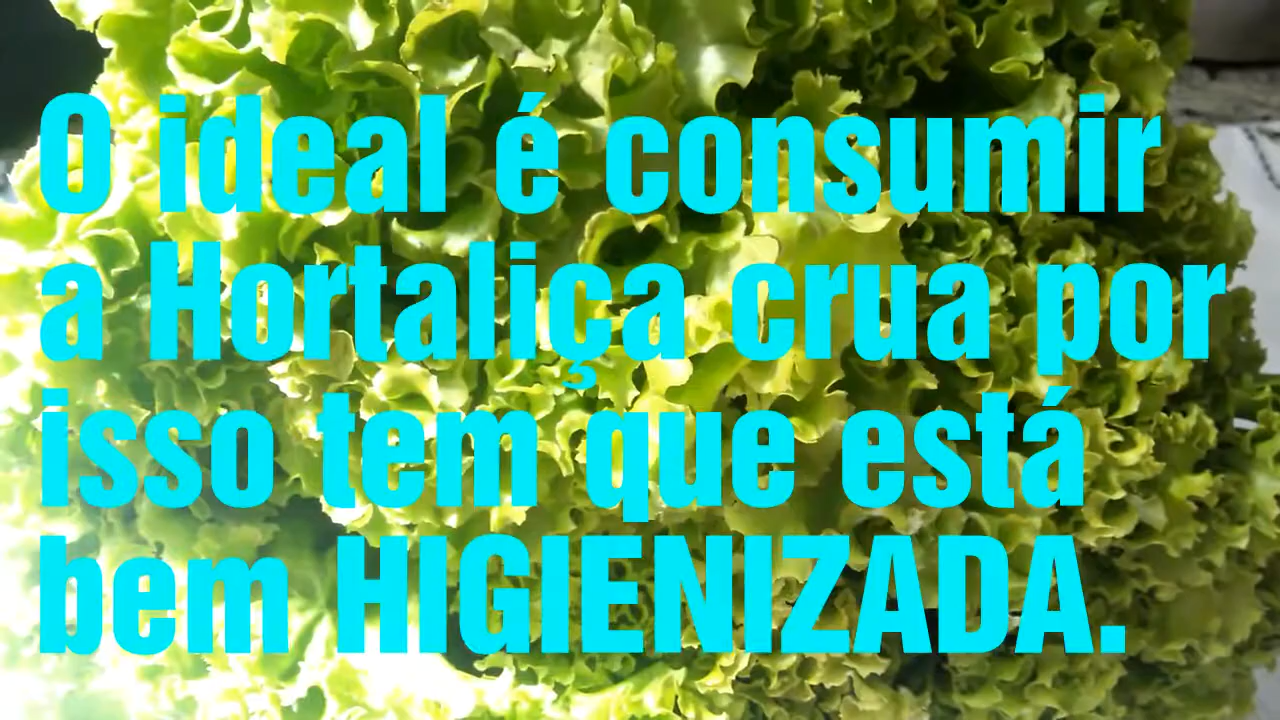 O ideal é consumir
a Hortaliça crua por
isso tem que está
bem HIGIENIZADA.